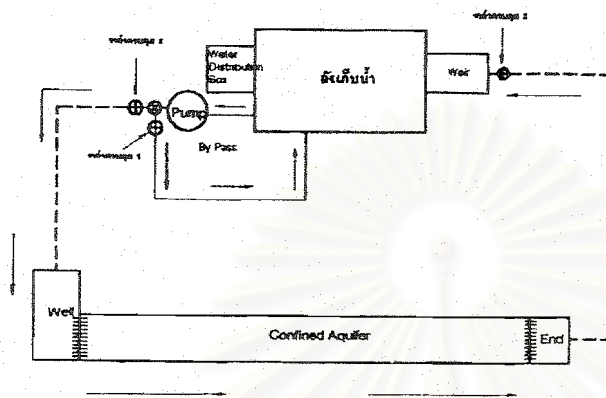 Water
Distribution
Box
ถังเก็บน้ำ
Weir
Pump
By Pass
Well
Confined Aquifer
End